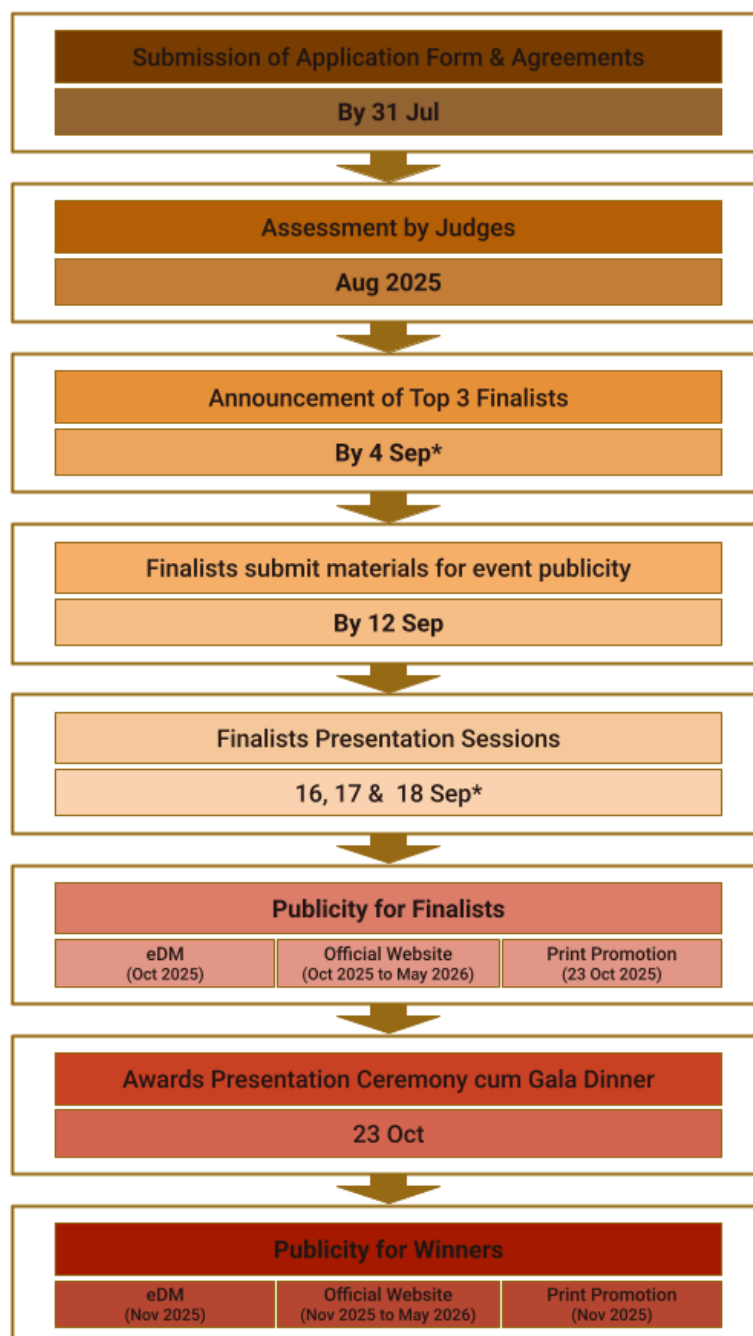 Submission of Application Form & Agreements
By 31 Jul
Assessment by Judges
Aug 2025
Announcement of Top 3 Finalists
By 4 Sep*
Finalists submit materials for event publicity
By 12 Sep
Finalists Presentation Sessions
16, 17 & 18 Sep*
Publicity for Finalists
eDM
(Oct 2025)
Official Website
(Oct 2025 to May 2026)
Print Promotion
(23 Oct 2025)
Awards Presentation Ceremony cum Gala Dinner
23 Oct
Publicity for Winners
eDM
(Nov 2025)
Official Website
(Nov 2025 to May 2026)
Print Promotion
(Nov 2025)